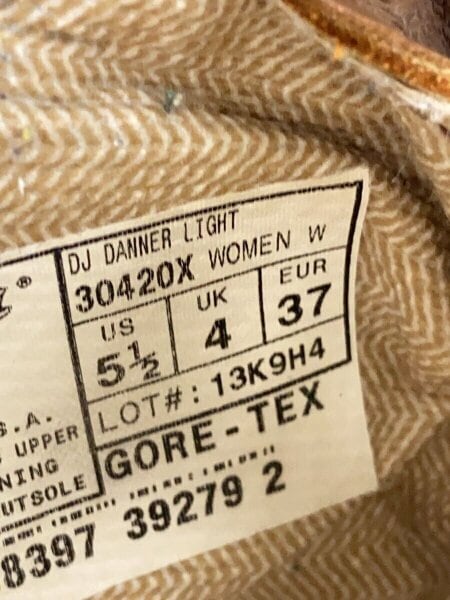 ®
DJ DANNER LIGHT
30420X WOMEN W
US UK EUR
5½ 4 37
LOT#: 13K9H4
GORE-TEX
S.A.
UPPER
NING
UTSOLE
8397 39279 2